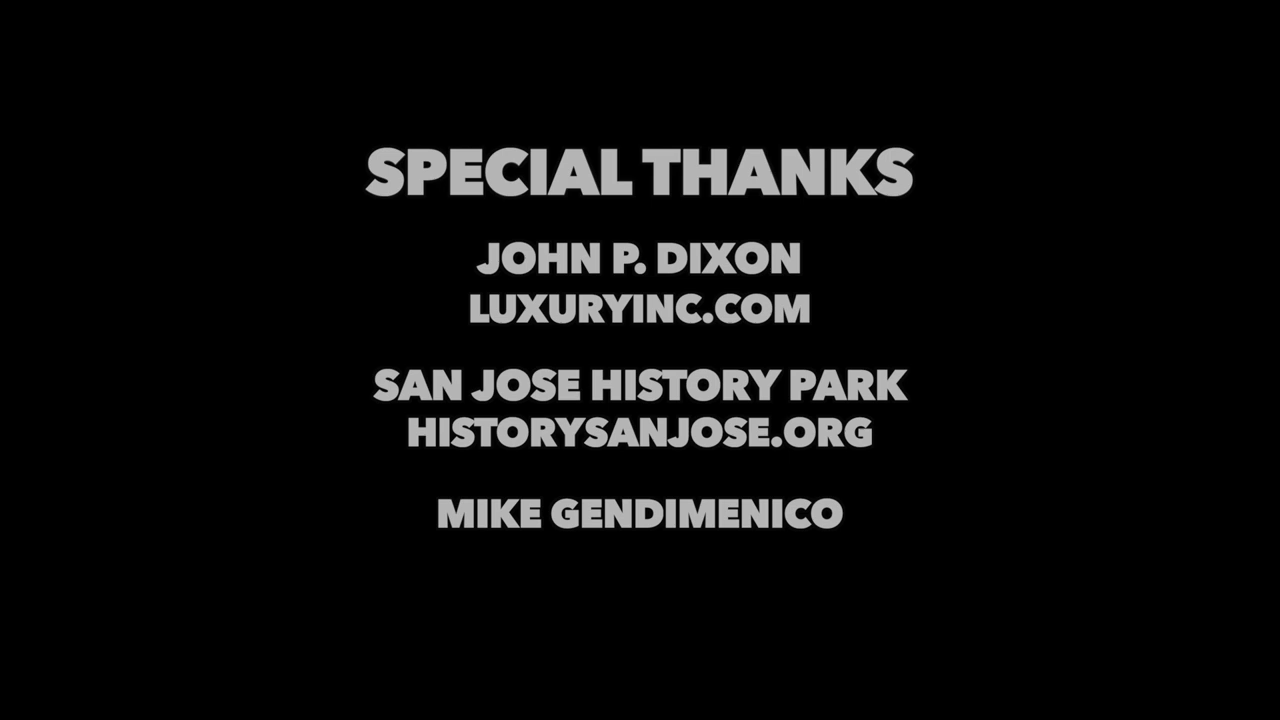 SPECIAL THANKS
JOHN P. DIXON
LUXURYINC.COM
SAN JOSE HISTORY PARK
HISTORYSANJOSE.ORG
MIKE GENDIMENICO